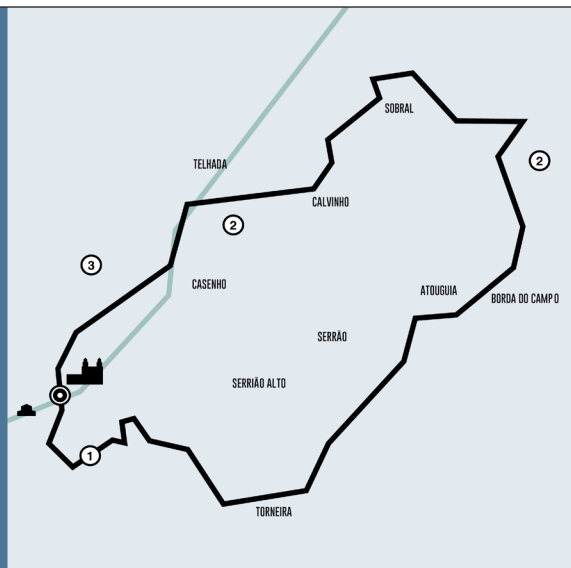 SOBRAL
2
TELHADA
CALVINHO
2
3
CASENHO
ATOUGUIA
BORDA DO CAMPO
SERRÃO
SERRIÃO ALTO
1
TORNEIRA